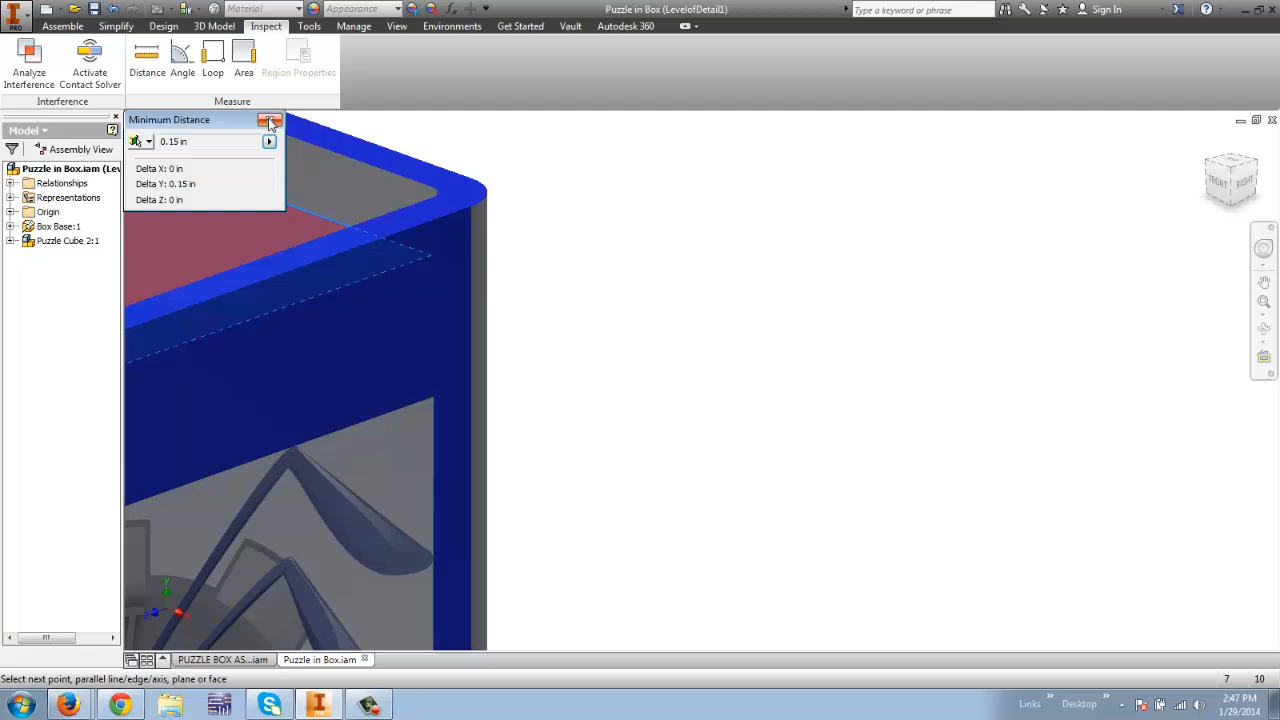 Material
Appearance
Puzzle in Box (LevelofDetail1)
Type a keyword or phrase
Sign In
PRO
Assemble Simplify Design 3D Model Inspect Tools Manage View Environments Get Started Vault Autodesk 360
Analyze Interference
Activate Contact Solver
Distance Angle Loop Area Region Properties
Interference
Measure
Model
Assembly View
Puzzle in Box.iam (Lev
Relationships
Representations
Origin
Box Base:1
Puzzle Cube 2:1
Minimum Distance
0.15 in
Delta X: 0 in
Delta Y: 0.15 in
Delta Z: 0 in
FRONT RIGHT
PUZZLE BOX AS...iam Puzzle in Box.iam
Select next point, parallel line/edge/axis, plane or face
7 10
Links
Desktop
2:47 PM
1/29/2014